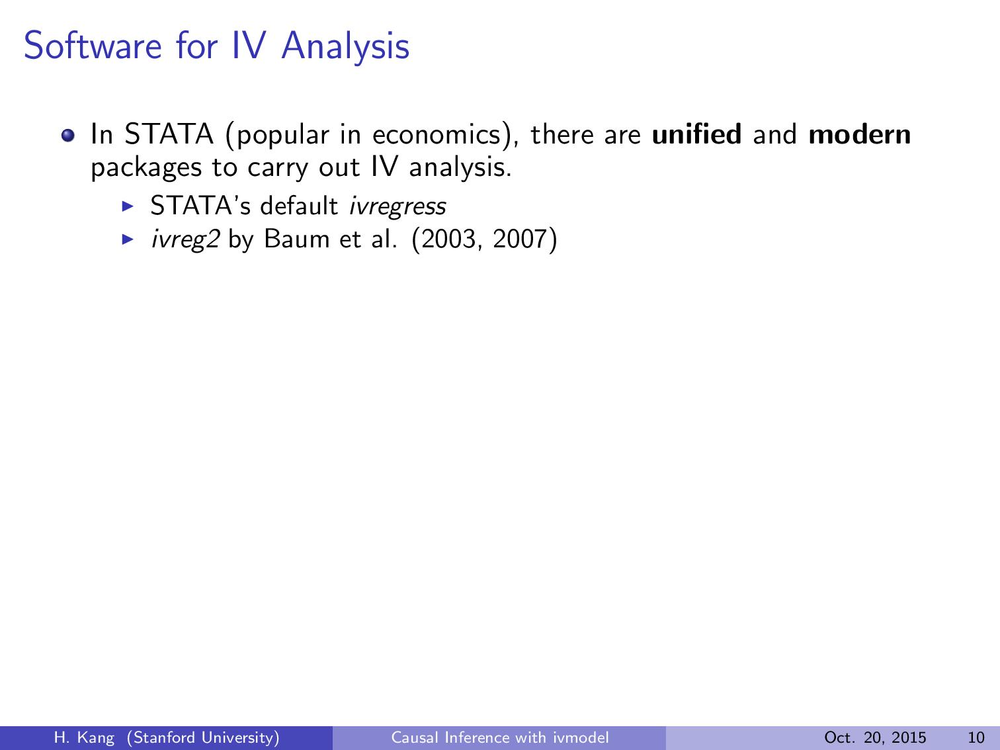 Software for IV Analysis
In STATA (popular in economics), there are unified and modern
packages to carry out IV analysis.
STATA's default ivregress
ivreg2 by Baum et al. (2003, 2007)
H. Kang (Stanford University) Causal Inference with ivmodel Oct. 20, 2015 10